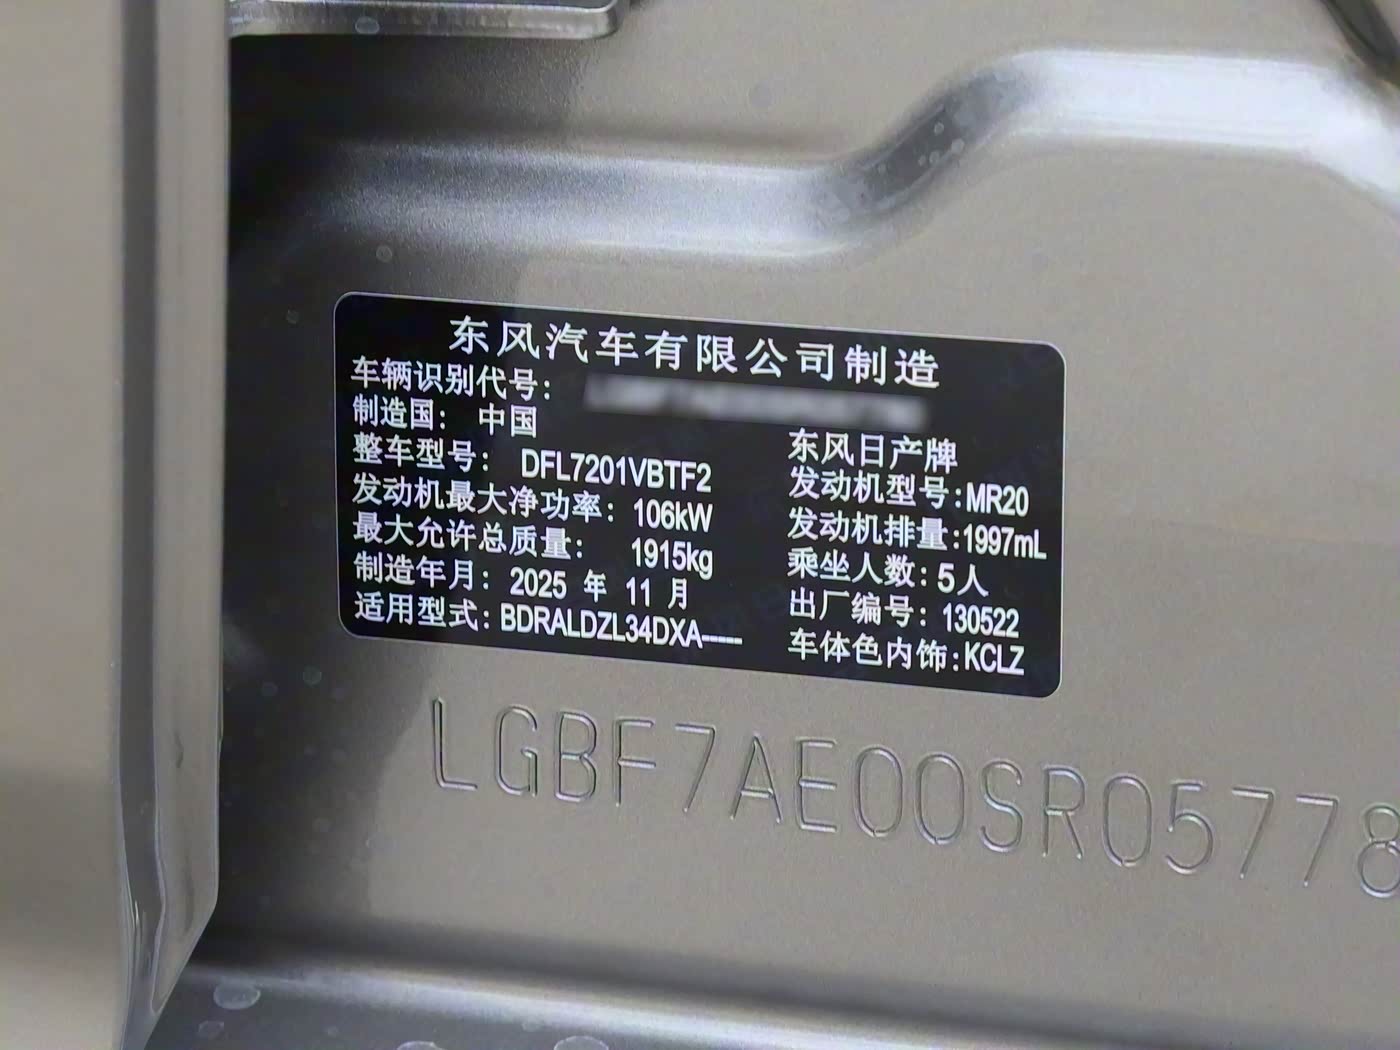 东风汽车有限公司制造
车辆识别代号：
制造国： 中国 东风日产牌
整车型号： DFL7201VBTF2 发动机型号:MR20
发动机最大净功率： 106kW 发动机排量:1997mL
最大允许总质量： 1915kg 乘坐人数:5人
制造年月： 2025 年 11 月 出厂编号: 130522
适用型式: BDRALDZL34DXA----- 车体色内饰:KCLZ
LGBF7AE00SR05778